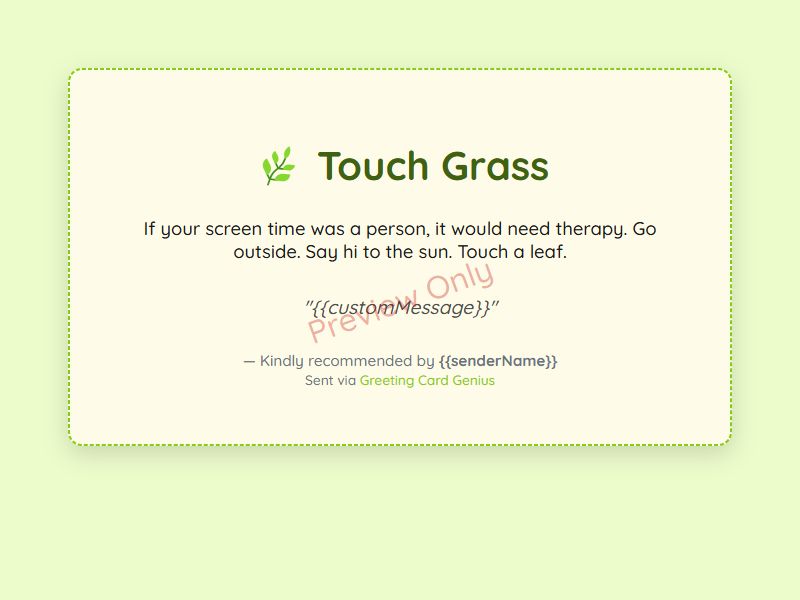 Touch Grass
If your screen time was a person, it would need therapy. Go
outside. Say hi to the sun. Touch a leaf.
Preview Only
"{{customMessage}}"
— Kindly recommended by {{senderName}}
Sent via Greeting Card Genius